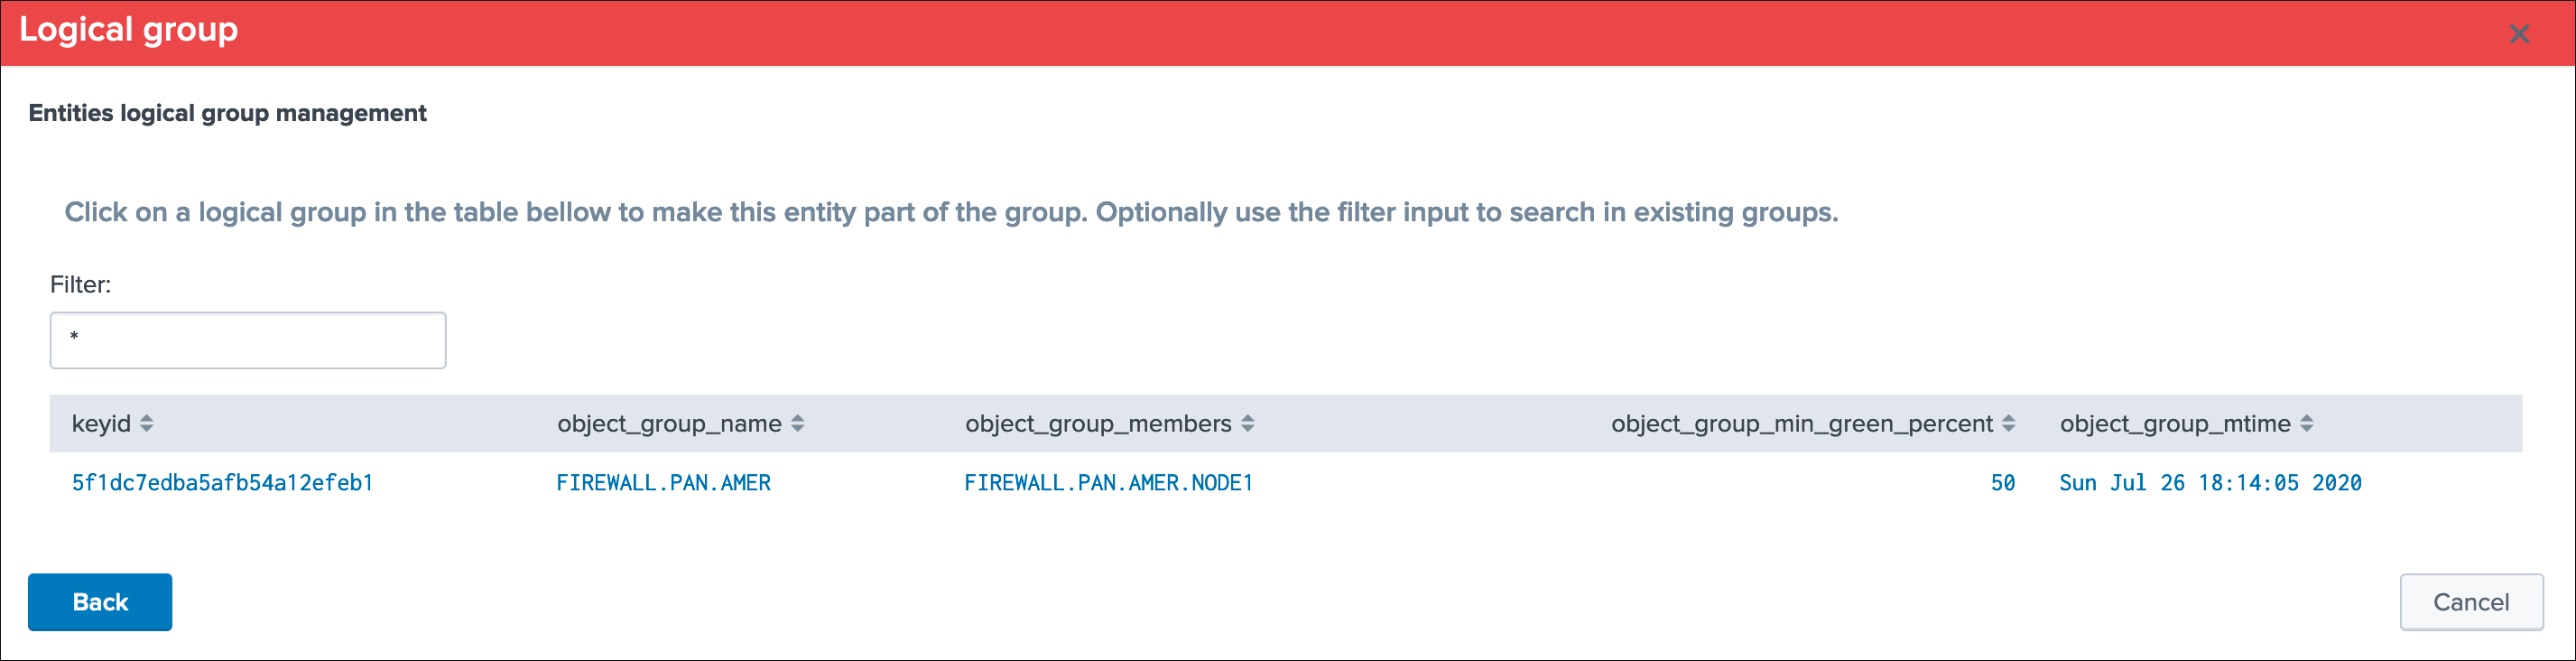 Logical group
Entities logical group management
Click on a logical group in the table bellow to make this entity part of the group. Optionally use the filter input to search in existing groups.
Filter:
*
keyid object_group_name object_group_members object_group_min_green_percent object_group_mtime
5f1dc7edba5afb54a12efeb1 FIREWALL.PAN.AMER FIREWALL.PAN.AMER.NODE1 50 Sun Jul 26 18:14:05 2020
Back Cancel